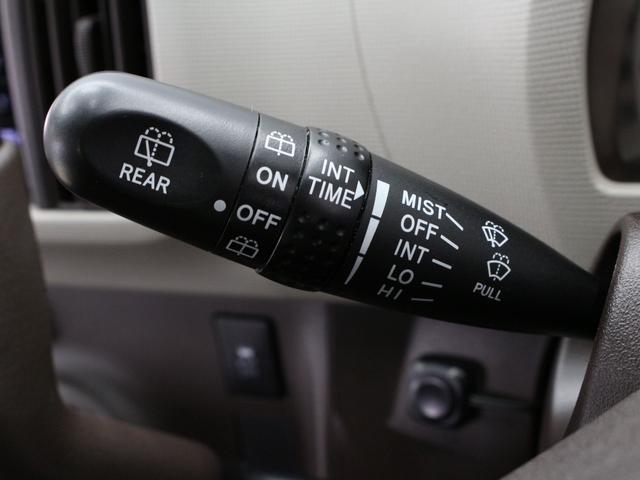 REAR
ON
OFF
INT
TIME
MIST
OFF
INT
LO
HI
PULL